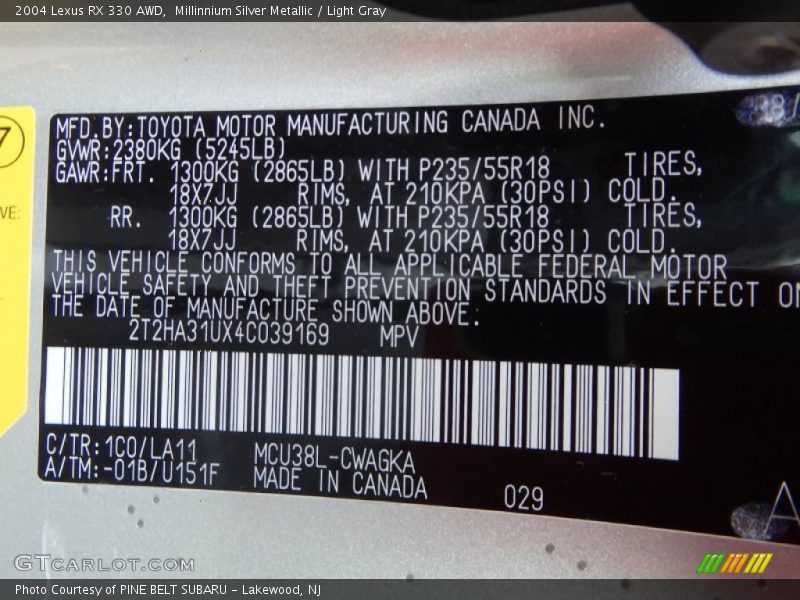 2004 Lexus RX 330 AWD, Millinnium Silver Metallic / Light Gray
MFD.BY:TOYOTA MOTOR MANUFACTURING CANADA INC.
GVWR:2380KG (5245LB)
GAWR:FRT. 1300KG (2865LB) WITH P235/55R18 TIRES,
18X7JJ RIMS, AT 210KPA (30PSI) COLD.
RR. 1300KG (2865LB) WITH P235/55R18 TIRES,
18X7JJ RIMS, AT 210KPA (30PSI) COLD.
THIS VEHICLE CONFORMS TO ALL APPLICABLE FEDERAL MOTOR
VEHICLE SAFETY AND THEFT PREVENTION STANDARDS IN EFFECT ON
THE DATE OF MANUFACTURE SHOWN ABOVE.
2T2HA31UX4C039169 MPV
C/TR:1C0/LA11 MCU38L-CWAGKA
A/TM:-01B/U151F MADE IN CANADA
029
A
7
VE:
GTCARLOT.COM
Photo Courtesy of PINE BELT SUBARU - Lakewood, NJ